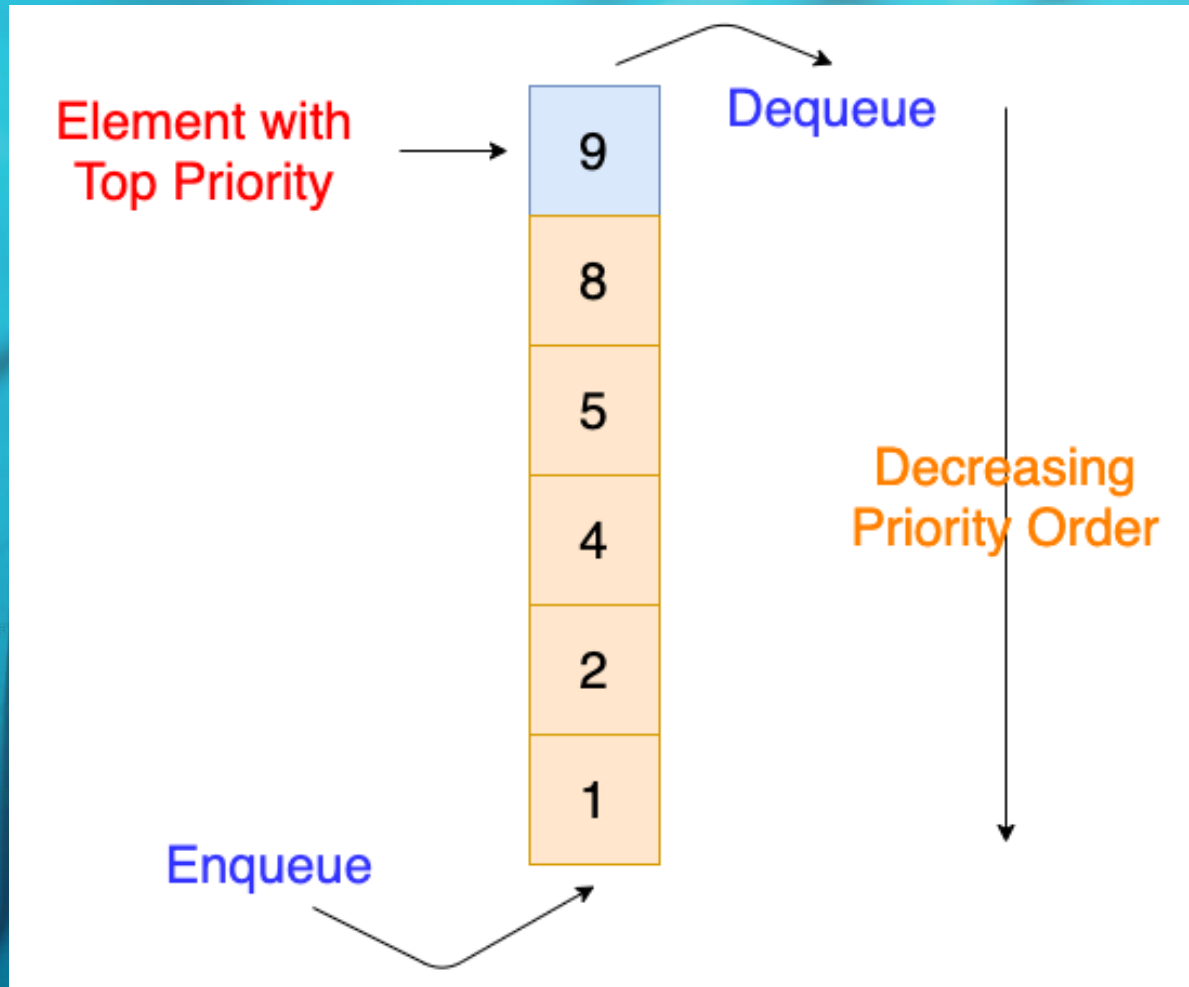 Element with
Top Priority
Dequeue
9
8
5
4
2
1
Decreasing
Priority Order
Enqueue